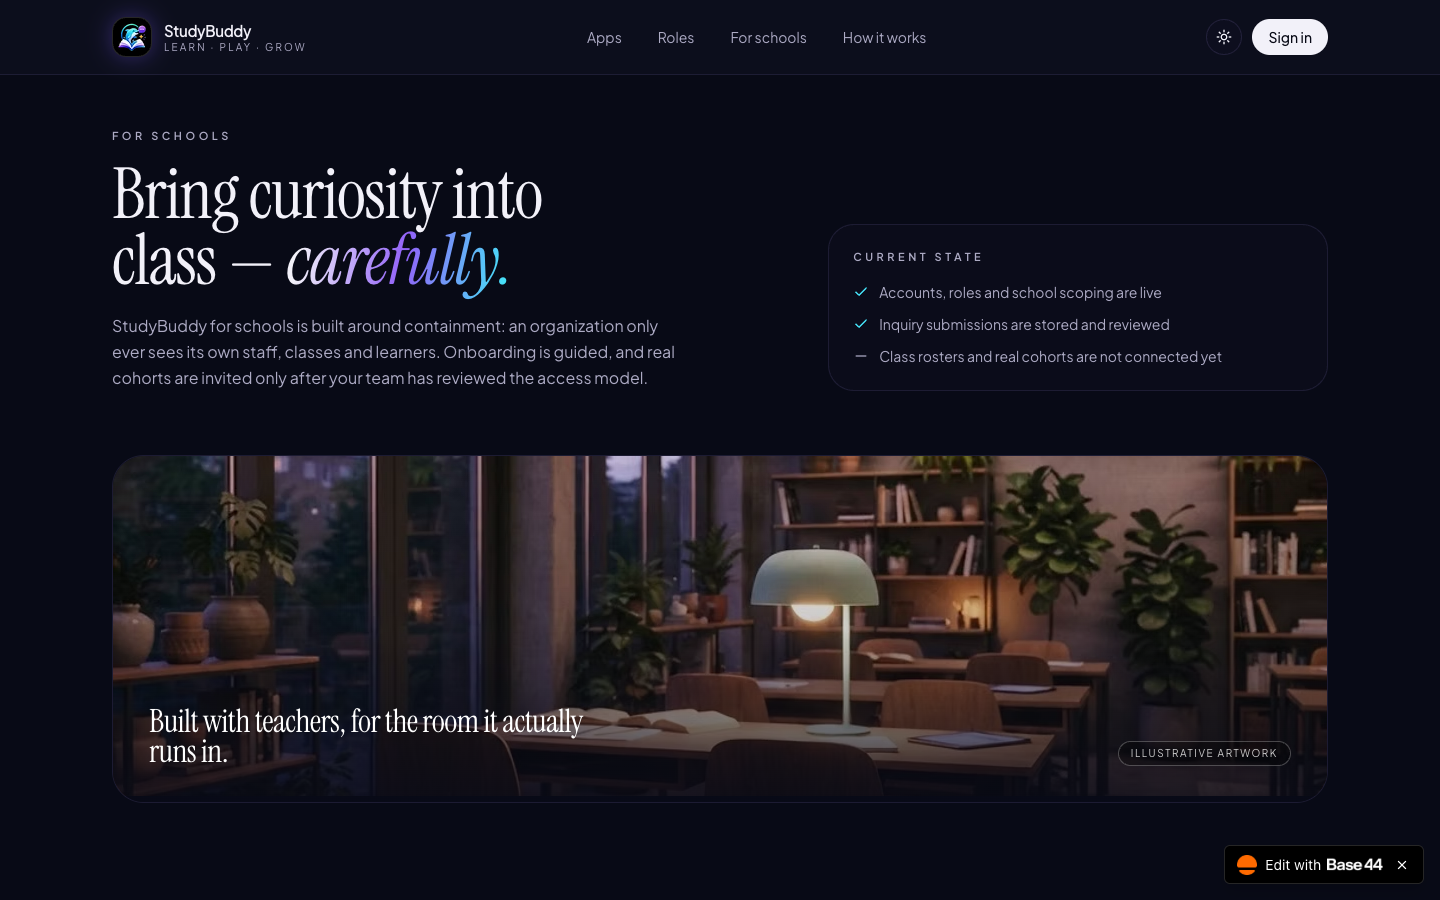 StudyBuddy
LEARN · PLAY · GROW
Apps
Roles
For schools
How it works
Sign in
FOR SCHOOLS
Bring curiosity into
class — carefully.
StudyBuddy for schools is built around containment: an organization only
ever sees its own staff, classes and learners. Onboarding is guided, and real
cohorts are invited only after your team has reviewed the access model.
CURRENT STATE
Accounts, roles and school scoping are live
Inquiry submissions are stored and reviewed
Class rosters and real cohorts are not connected yet
Built with teachers, for the room it actually
runs in.
ILLUSTRATIVE ARTWORK
Edit with Base44